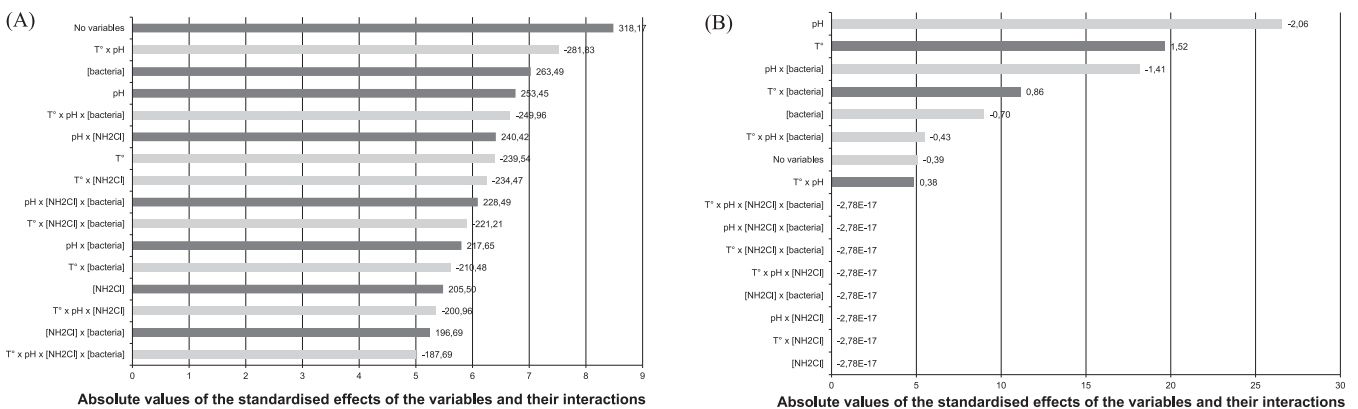 (A)
No variables 318,17
T° x pH -281,83
[bacteria] 263,49
pH 253,45
T° x pH x [bacteria] -249,96
pH x [NH2Cl] 240,42
T° -239,54
T° x [NH2Cl] -234,47
pH x [NH2Cl] x [bacteria] 228,49
T° x [NH2Cl] x [bacteria] -221,21
pH x [bacteria] 217,65
T° x [bacteria] -210,48
[NH2Cl] 205,50
T° x pH x [NH2Cl] -200,96
[NH2Cl] x [bacteria] 196,69
T° x pH x [NH2Cl] x [bacteria] -187,69
0 1 2 3 4 5 6 7 8 9
Absolute values of the standardised effects of the variables and their interactions
(B)
pH -2,06
T° 1,52
pH x [bacteria] -1,41
T° x [bacteria] 0,86
[bacteria] -0,70
T° x pH x [bacteria] -0,43
No variables -0,39
T° x pH 0,38
T° x pH x [NH2Cl] x [bacteria] -2,78E-17
pH x [NH2Cl] x [bacteria] -2,78E-17
T° x [NH2Cl] x [bacteria] -2,78E-17
T° x pH x [NH2Cl] -2,78E-17
[NH2Cl] x [bacteria] -2,78E-17
pH x [NH2Cl] -2,78E-17
T° x [NH2Cl] -2,78E-17
[NH2Cl] -2,78E-17
0 5 10 15 20 25 30
Absolute values of the standardised effects of the variables and their interactions